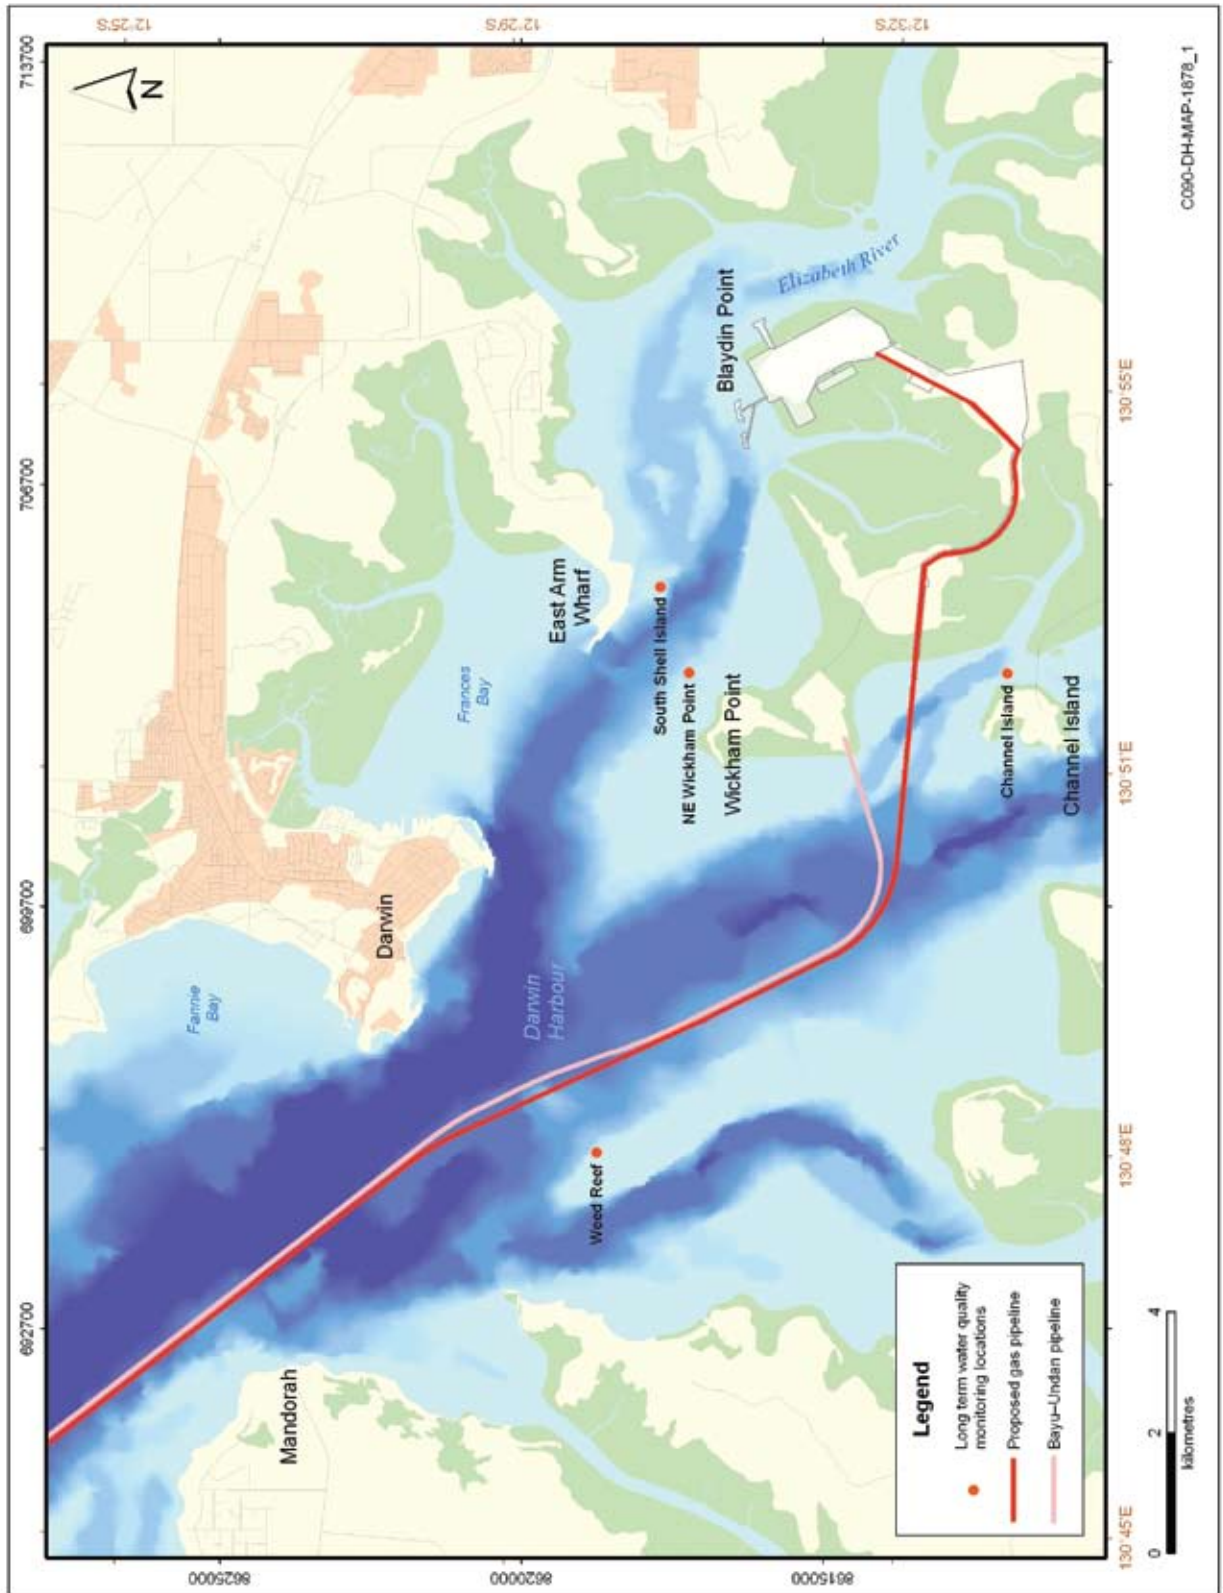 12°25'S
12°29'S
12°32'S
713700
706700
699700
692700
8625000
8620000
8615000
130°45'E
130°48'E
130°51'E
130°55'E
N
Fannie
Bay
Darwin
Frances
Bay
East Arm
Wharf
Darwin
Harbour
South Shell Island
NE Wickham Point
Wickham Point
Blaydin Point
Elizabeth River
Weed Reef
Channel Island
Channel Island
Mandorah
Legend
Long term water quality
monitoring locations
Proposed gas pipeline
Bayu–Undan pipeline
0 2 4
kilometres
C090-DH-MAP-1878_1